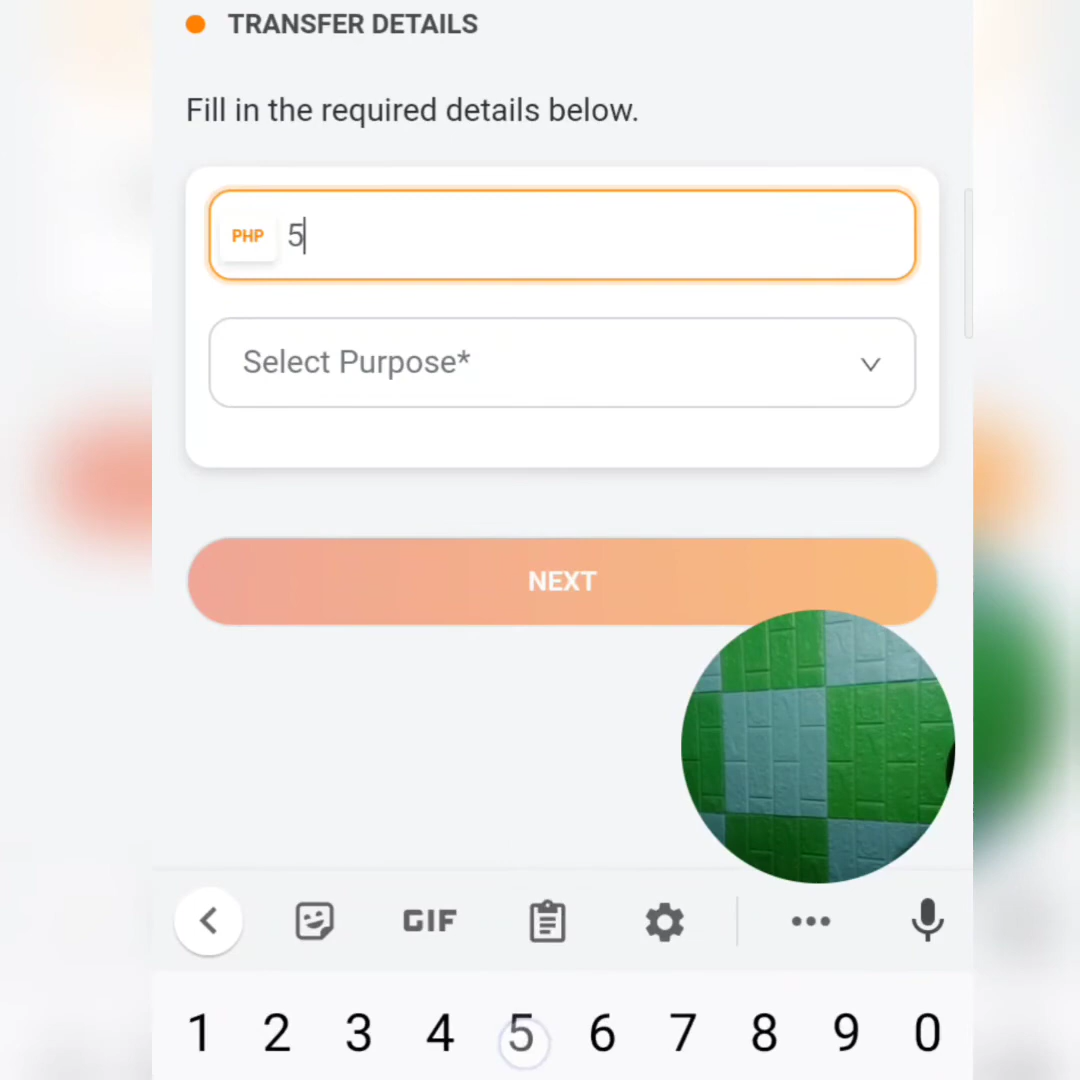 TRANSFER DETAILS
Fill in the required details below.
PHP 5
Select Purpose*
NEXT
GIF
1 2 3 4 5 6 7 8 9 0